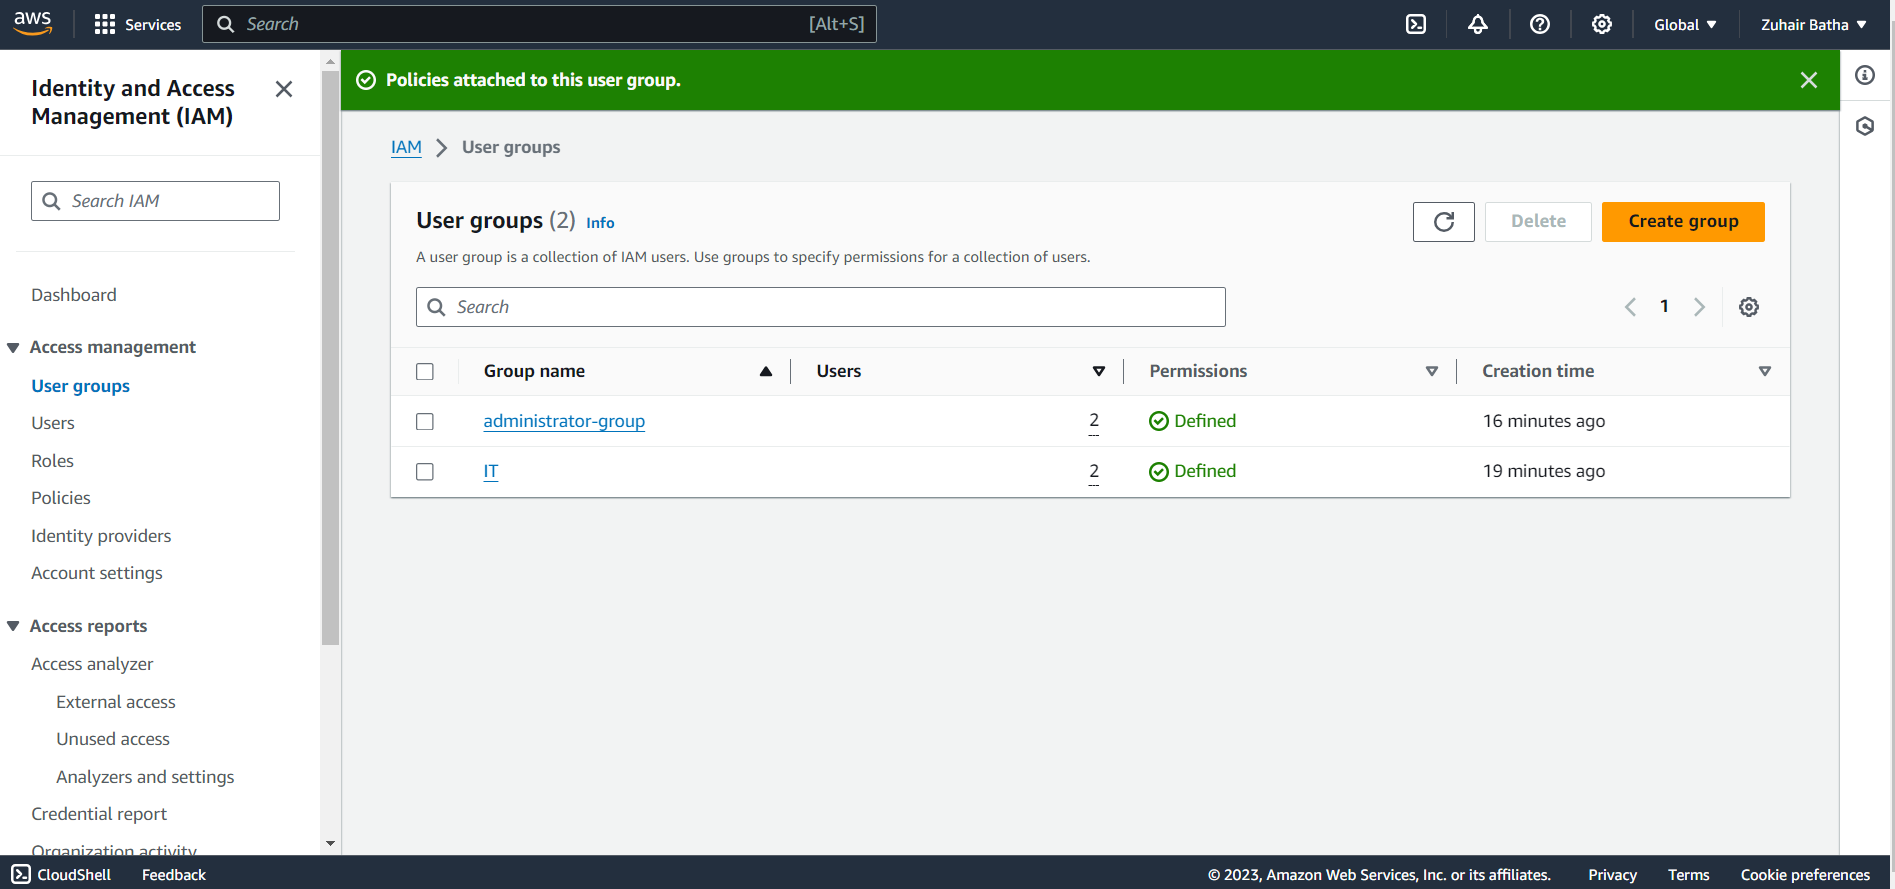 aws
Services
Search
[Alt+S]
Global
Zuhair Batha
Identity and Access
Management (IAM)
Search IAM
Dashboard
Access management
User groups
Users
Roles
Policies
Identity providers
Account settings
Access reports
Access analyzer
External access
Unused access
Analyzers and settings
Credential report
Organization activity
Policies attached to this user group.
IAM > User groups
User groups (2) Info
Delete
Create group
A user group is a collection of IAM users. Use groups to specify permissions for a collection of users.
Search
1
Group name Users Permissions Creation time
administrator-group 2 Defined 16 minutes ago
IT 2 Defined 19 minutes ago
CloudShell Feedback © 2023, Amazon Web Services, Inc. or its affiliates. Privacy Terms Cookie preferences